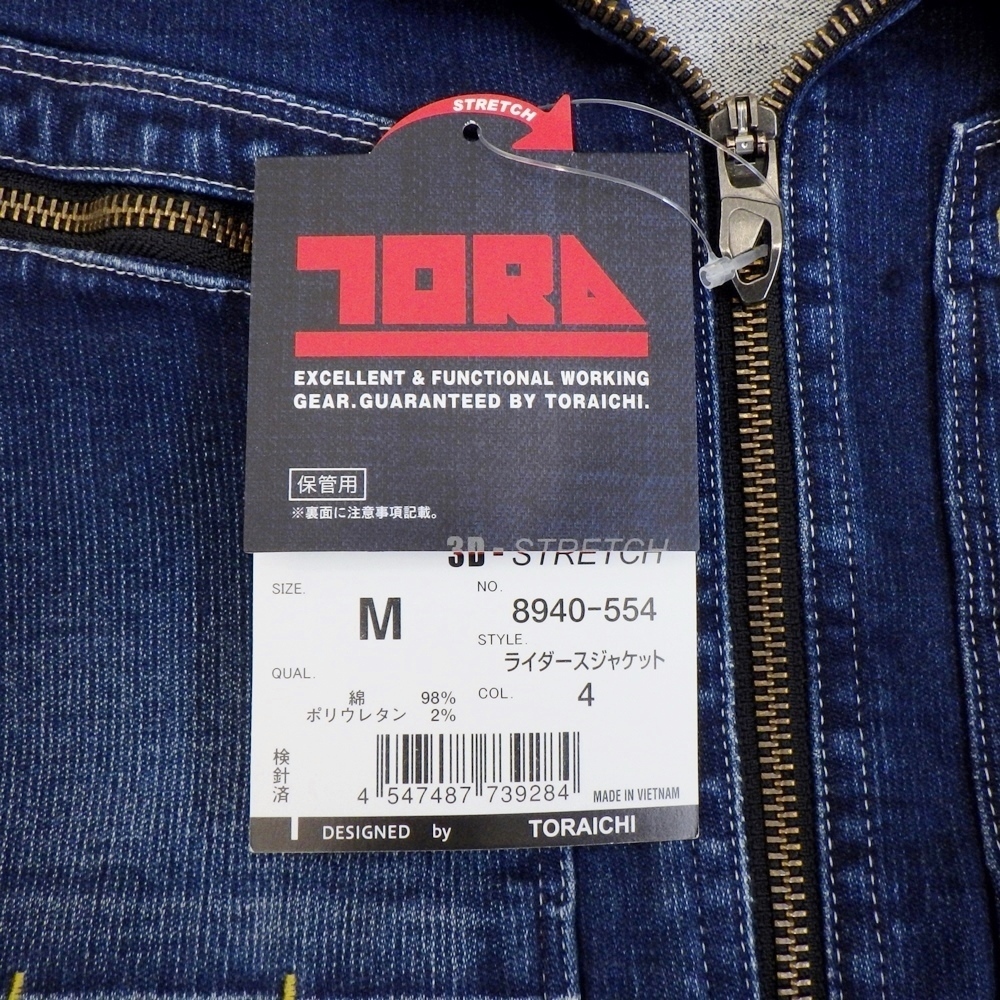 STRETCH
TORA
EXCELLENT & FUNCTIONAL WORKING
GEAR.GUARANTEED BY TORAICHI.
保管用
※裏面に注意事項記載。
3D - STRETCH
SIZE.
M
NO.
8940-554
STYLE.
ライダースジャケット
QUAL.
綿 98%
ポリウレタン 2%
COL.
4
検針済
4 547487 739284
MADE IN VIETNAM
DESIGNED by TORAICHI